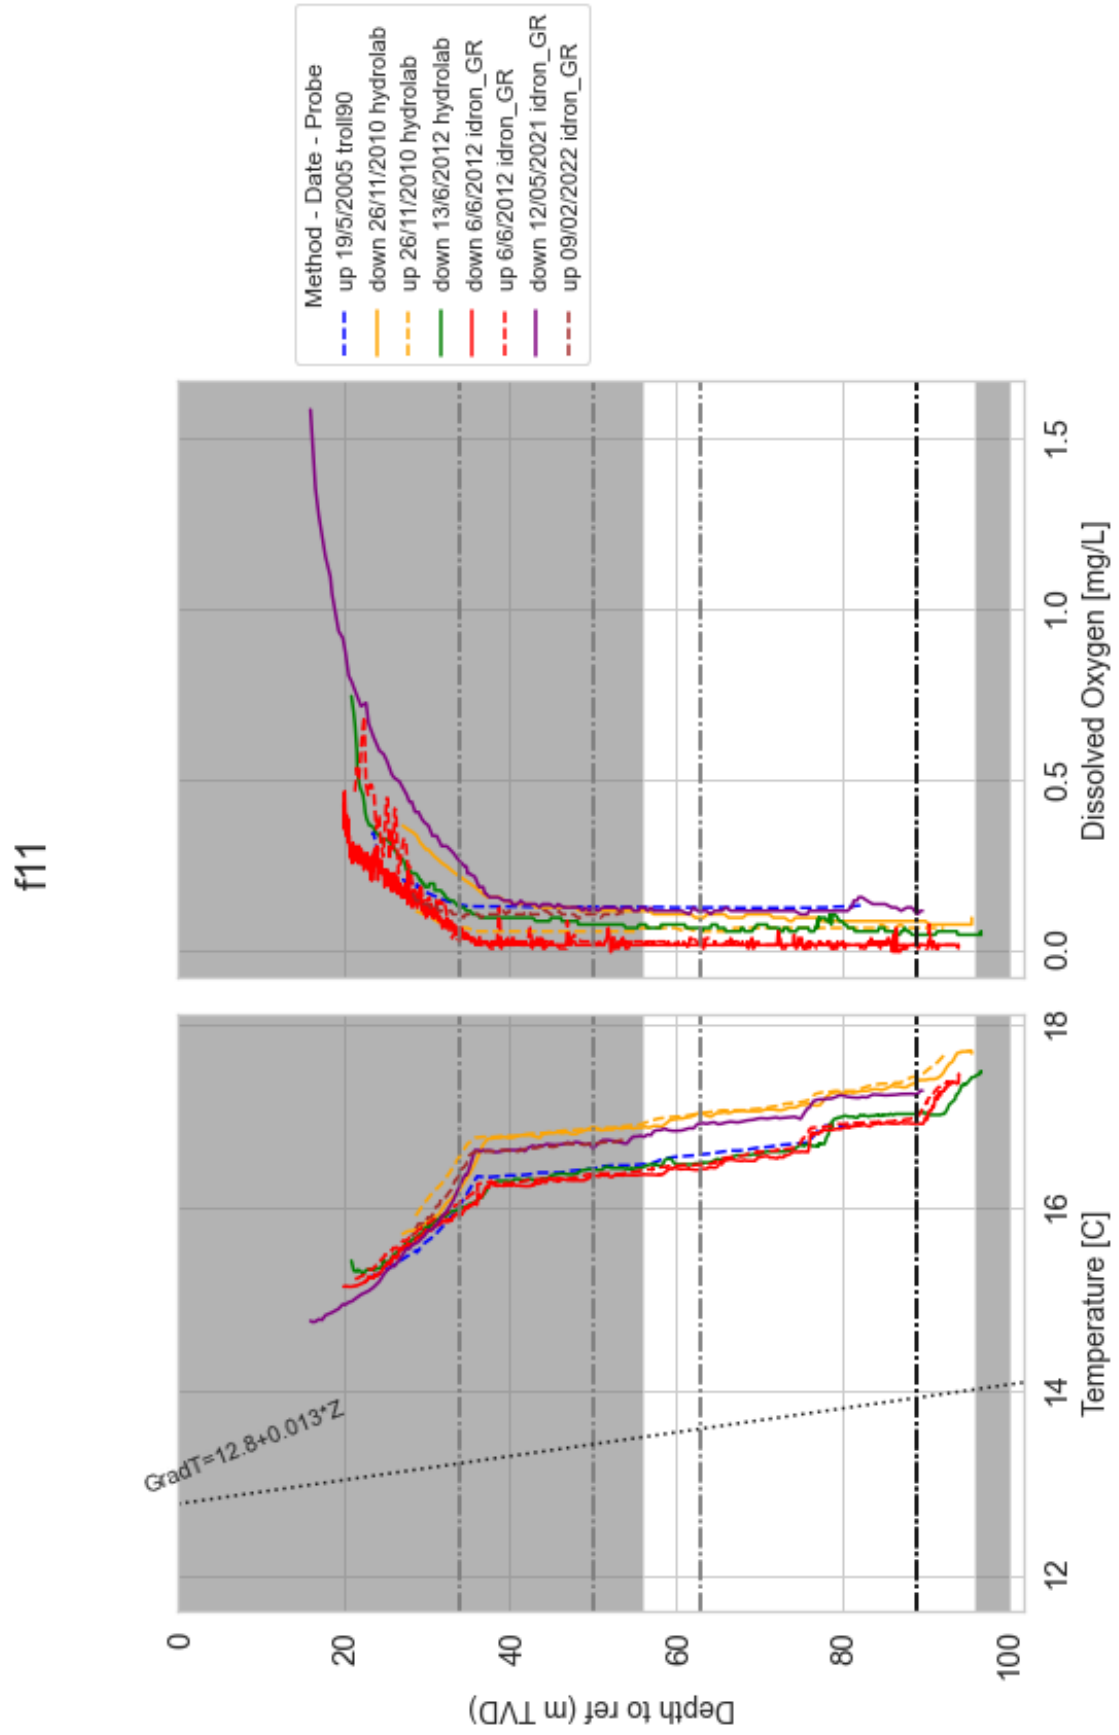 f11
Method - Date - Probe
up 19/5/2005 troll90
down 26/11/2010 hydrolab
up 26/11/2010 hydrolab
down 13/6/2012 hydrolab
down 6/6/2012 idron_GR
up 6/6/2012 idron_GR
down 12/05/2021 idron_GR
up 09/02/2022 idron_GR
GradT=12.8+0.013*Z
Depth to ref (m TVD)
0
20
40
60
80
100
12
14
16
18
Temperature [C]
0.0
0.5
1.0
1.5
Dissolved Oxygen [mg/L]